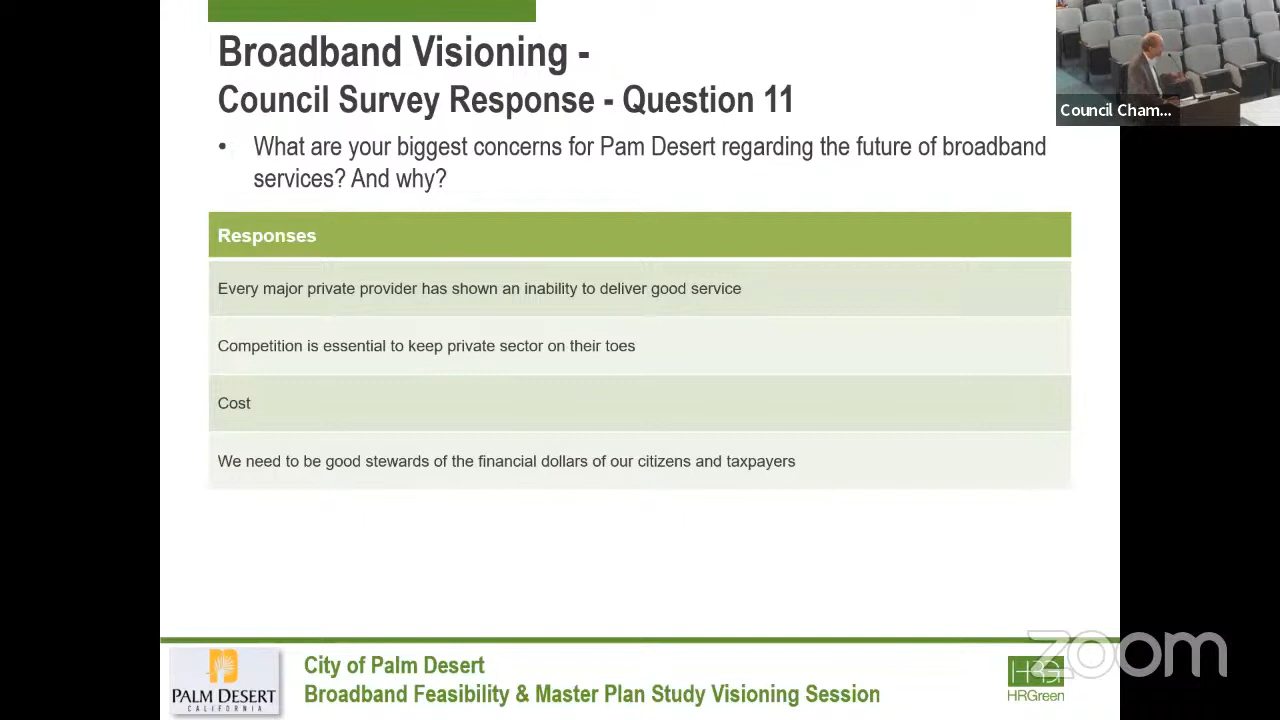 Broadband Visioning -
Council Survey Response - Question 11
Council Cham...
• What are your biggest concerns for Pam Desert regarding the future of broadband
services? And why?
Responses
Every major private provider has shown an inability to deliver good service
Competition is essential to keep private sector on their toes
Cost
We need to be good stewards of the financial dollars of our citizens and taxpayers
PALM DESERT
CALIFORNIA
City of Palm Desert
Broadband Feasibility & Master Plan Study Visioning Session
HRG
HRGreen
zoom